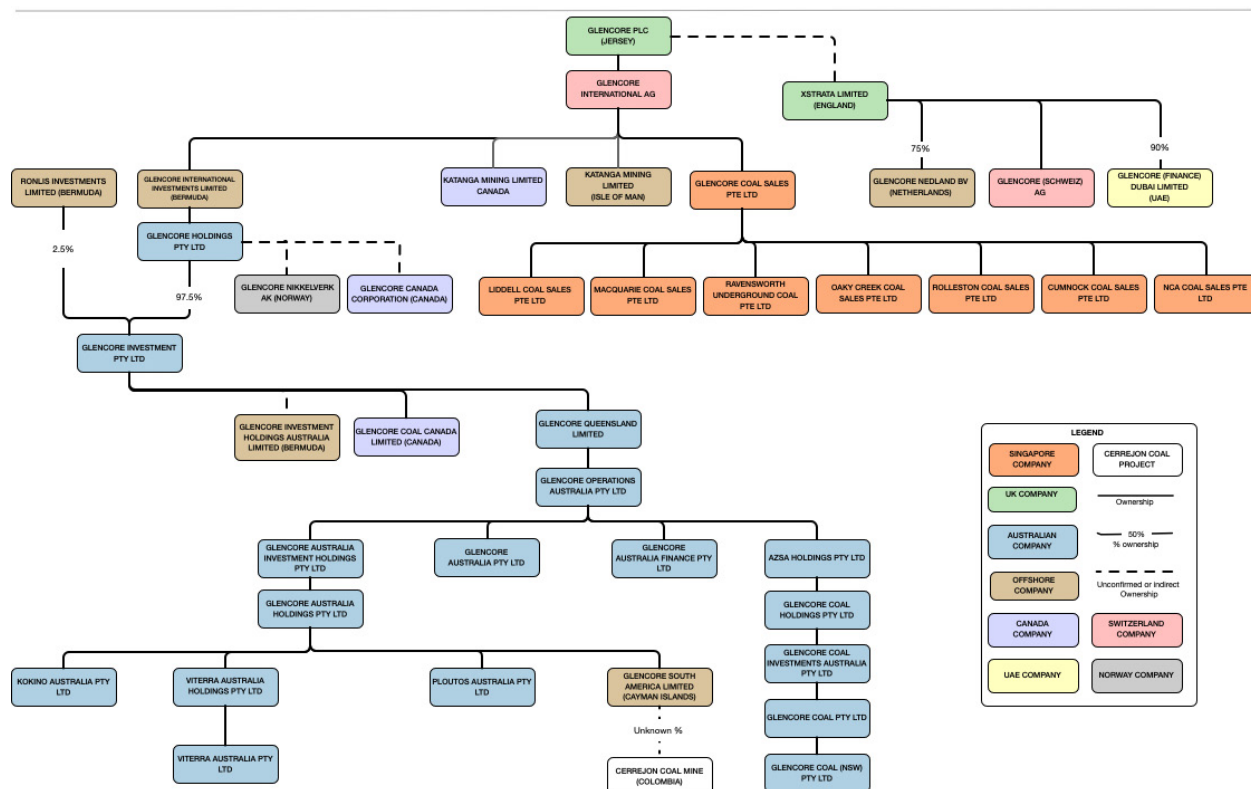 GLENCORE PLC
(JERSEY)
GLENCORE
INTERNATIONAL AG
XSTRATA LIMITED
(ENGLAND)
75%
90%
RONLIS INVESTMENTS
LIMITED (BERMUDA)
GLENCORE INTERNATIONAL
INVESTMENTS LIMITED
(BERMUDA)
KATANGA MINING LIMITED
CANADA
KATANGA MINING
LIMITED
(ISLE OF MAN)
GLENCORE COAL SALES
PTE LTD
GLENCORE NEDLAND BV
(NETHERLANDS)
GLENCORE (SCHWEIZ)
AG
GLENCORE (FINANCE)
DUBAI LIMITED
(UAE)
2.5%
GLENCORE HOLDINGS
PTY LTD
97.5%
GLENCORE NIKKELVERK
AK (NORWAY)
GLENCORE CANADA
CORPORATION (CANADA)
LIDDELL COAL SALES
PTE LTD
MACQUARIE COAL SALES
PTE LTD
RAVENSWORTH
UNDERGROUND COAL
PTE LTD
OAKY CREEK COAL
SALES PTE LTD
ROLLESTON COAL SALES
PTE LTD
CUMNOCK COAL SALES
PTE LTD
NCA COAL SALES PTE
LTD
GLENCORE INVESTMENT
PTY LTD
GLENCORE INVESTMENT
HOLDINGS AUSTRALIA
LIMITED (BERMUDA)
GLENCORE COAL CANADA
LIMITED (CANADA)
GLENCORE QUEENSLAND
LIMITED
GLENCORE OPERATIONS
AUSTRALIA PTY LTD
GLENCORE AUSTRALIA
INVESTMENT HOLDINGS
PTY LTD
GLENCORE
AUSTRALIA PTY LTD
GLENCORE
AUSTRALIA FINANCE PTY
LTD
AZSA HOLDINGS PTY LTD
GLENCORE AUSTRALIA
HOLDINGS PTY LTD
GLENCORE COAL
HOLDINGS PTY LTD
KOKINO AUSTRALIA PTY
LTD
VITERRA AUSTRALIA
HOLDINGS PTY LTD
PLOUTOS AUSTRALIA PTY
LTD
GLENCORE SOUTH
AMERICA LIMITED
(CAYMAN ISLANDS)
GLENCORE COAL
INVESTMENTS AUSTRALIA
PTY LTD
Unknown %
GLENCORE COAL PTY LTD
VITERRA AUSTRALIA PTY
LTD
CERREJON COAL MINE
(COLOMBIA)
GLENCORE COAL (NSW)
PTY LTD
LEGEND
SINGAPORE
COMPANY
CERREJON COAL
PROJECT
UK COMPANY
Ownership
AUSTRALIAN
COMPANY
50%
% ownership
OFFSHORE
COMPANY
Unconfirmed or indirect
Ownership
CANADA
COMPANY
SWITZERLAND
COMPANY
UAE COMPANY
NORWAY COMPANY